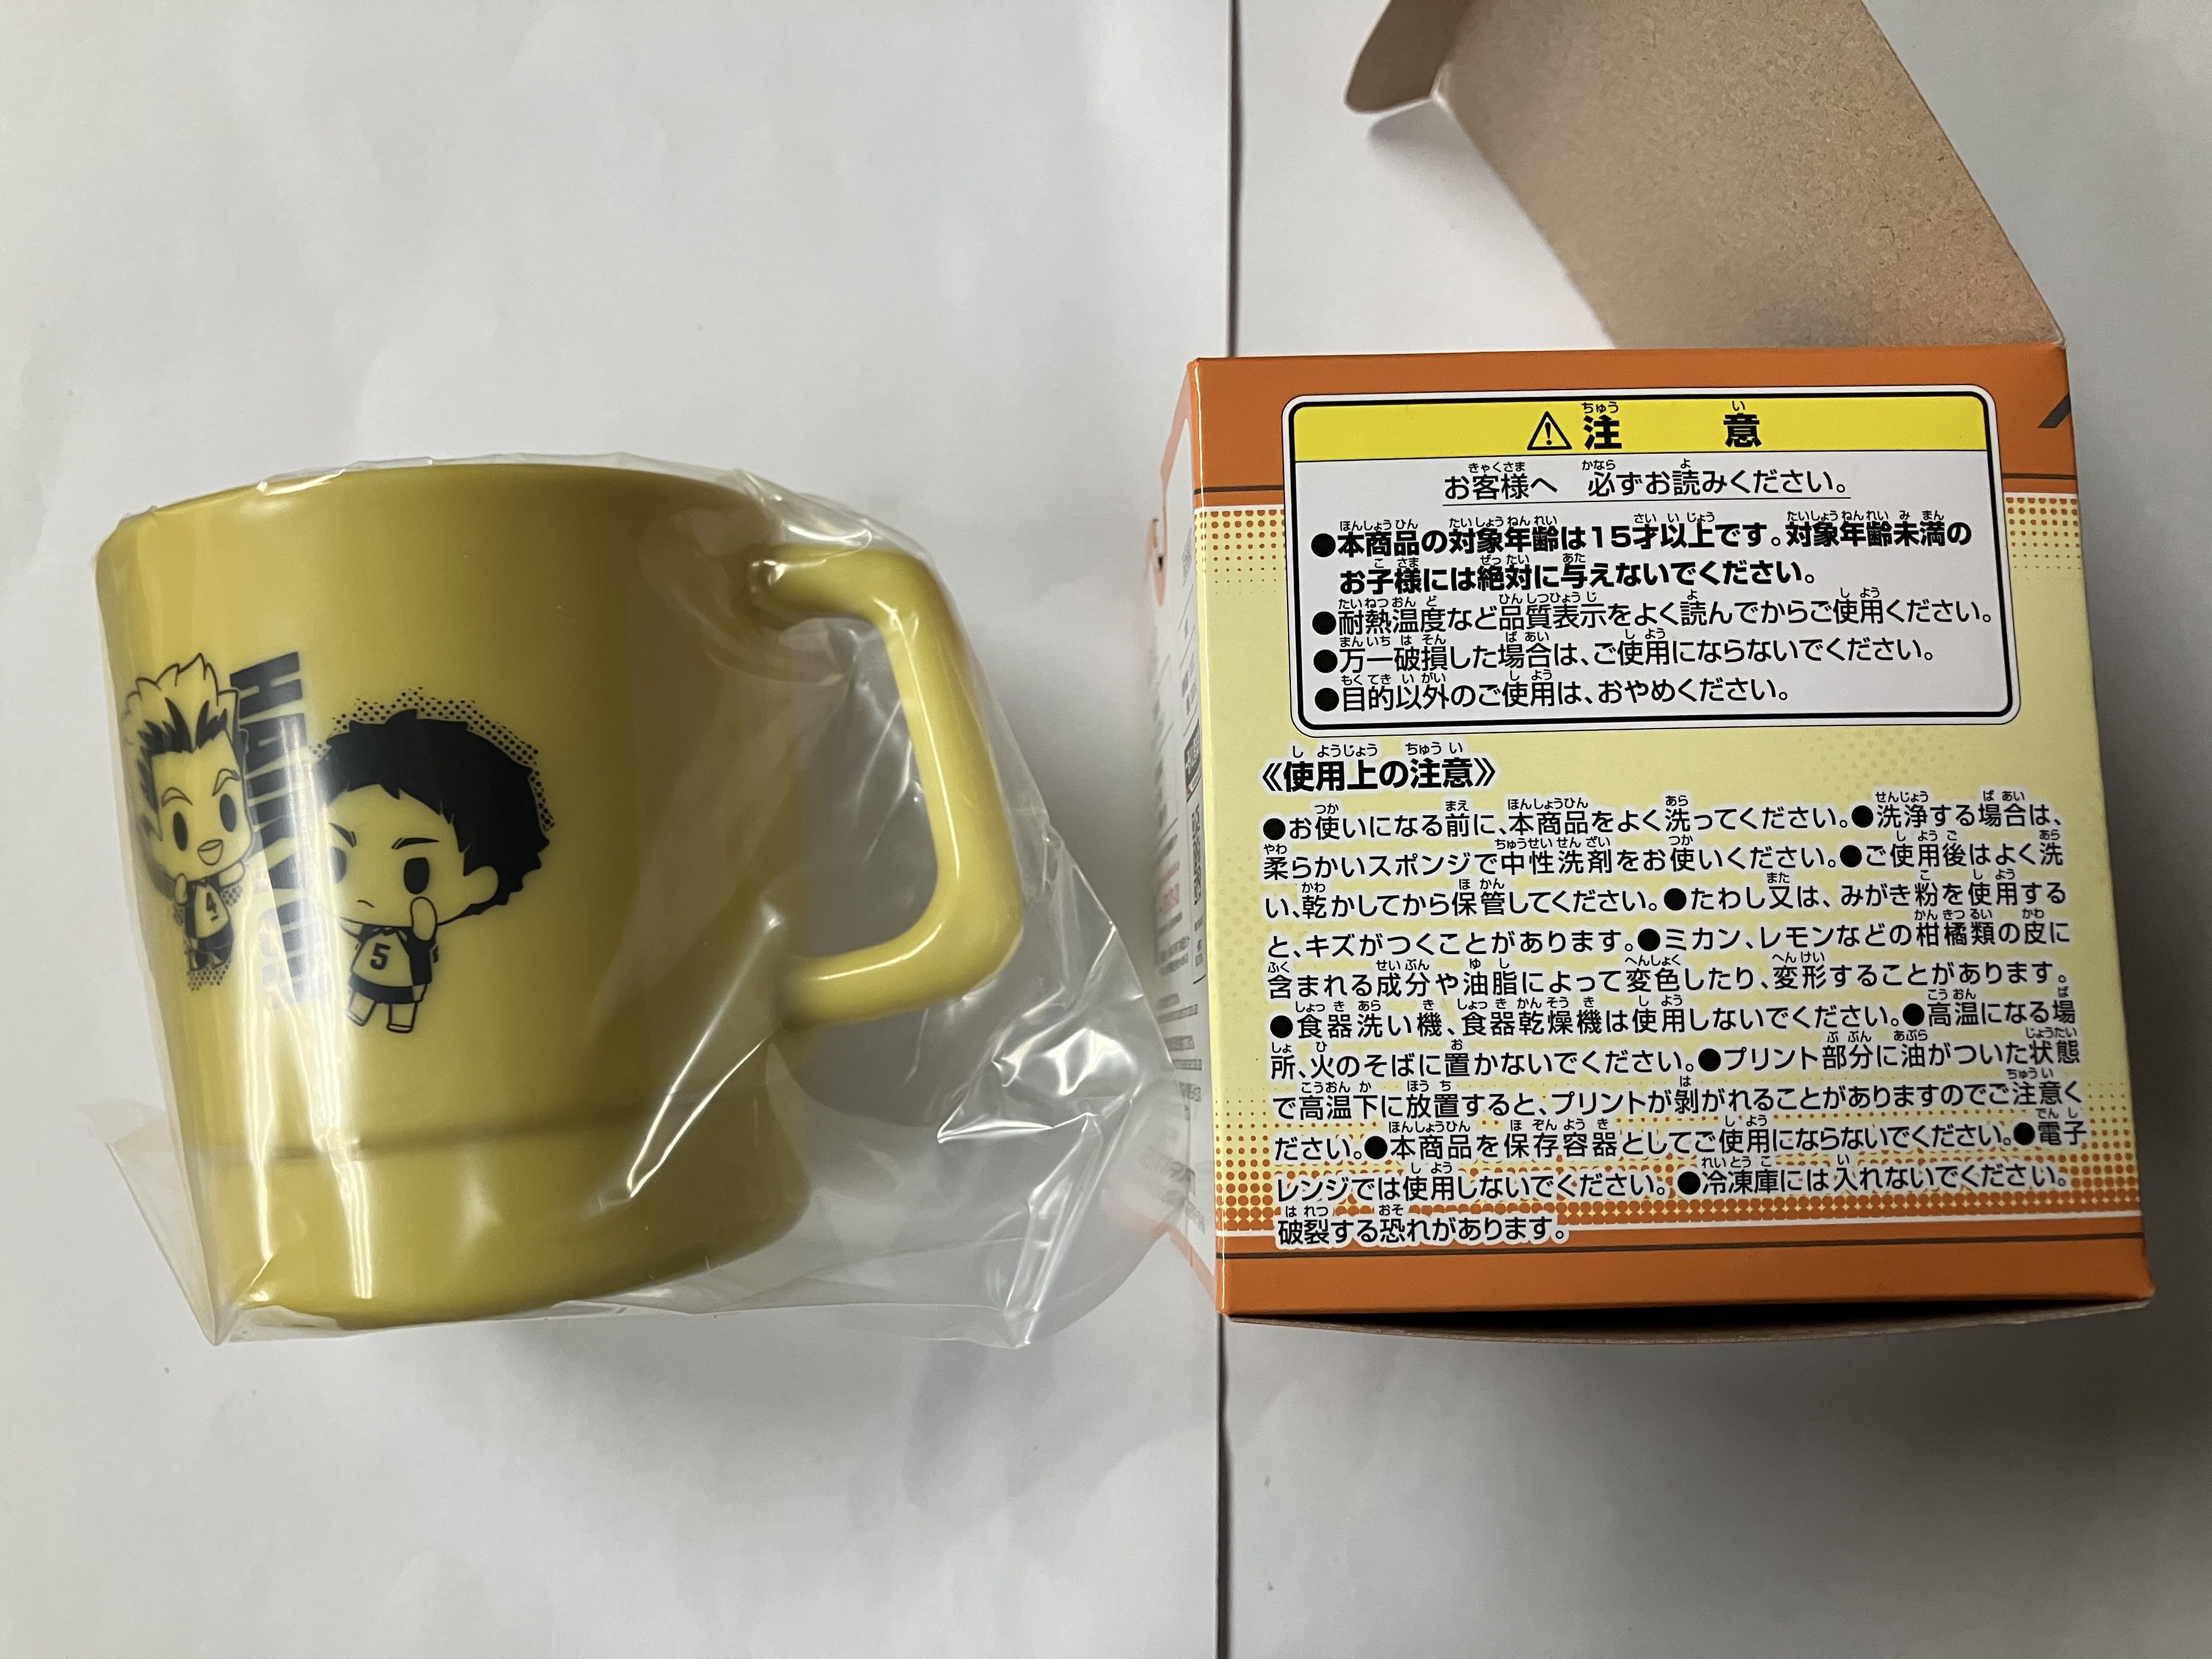 4
5
⚠注意
お客様へ 必ずお読みください。
●本商品の対象年齢は15才以上です。対象年齢未満の
お子様には絶対に与えないでください。
●耐熱温度など品質表示をよく読んでからご使用ください。
●万一破損した場合は、ご使用にならないでください。
●目的以外のご使用は、おやめください。
《使用上の注意》
●お使いになる前に、本商品をよく洗ってください。●洗浄する場合は、
柔らかいスポンジで中性洗剤をお使いください。●ご使用後はよく洗
い、乾かしてから保管してください。●たわし又は、みがき粉を使用する
と、キズがつくことがあります。●ミカン、レモンなどの柑橘類の皮に
含まれる成分や油脂によって変色したり、変形することがあります。
●食器洗い機、食器乾燥機は使用しないでください。●高温になる場
所、火のそばに置かないでください。●プリント部分に油がついた状態
で高温下に放置すると、プリントが剝がれることがありますのでご注意く
ださい。●本商品を保存容器としてご使用にならないでください。●電子
レンジでは使用しないでください。●冷凍庫には入れないでください。
破裂する恐れがあります。